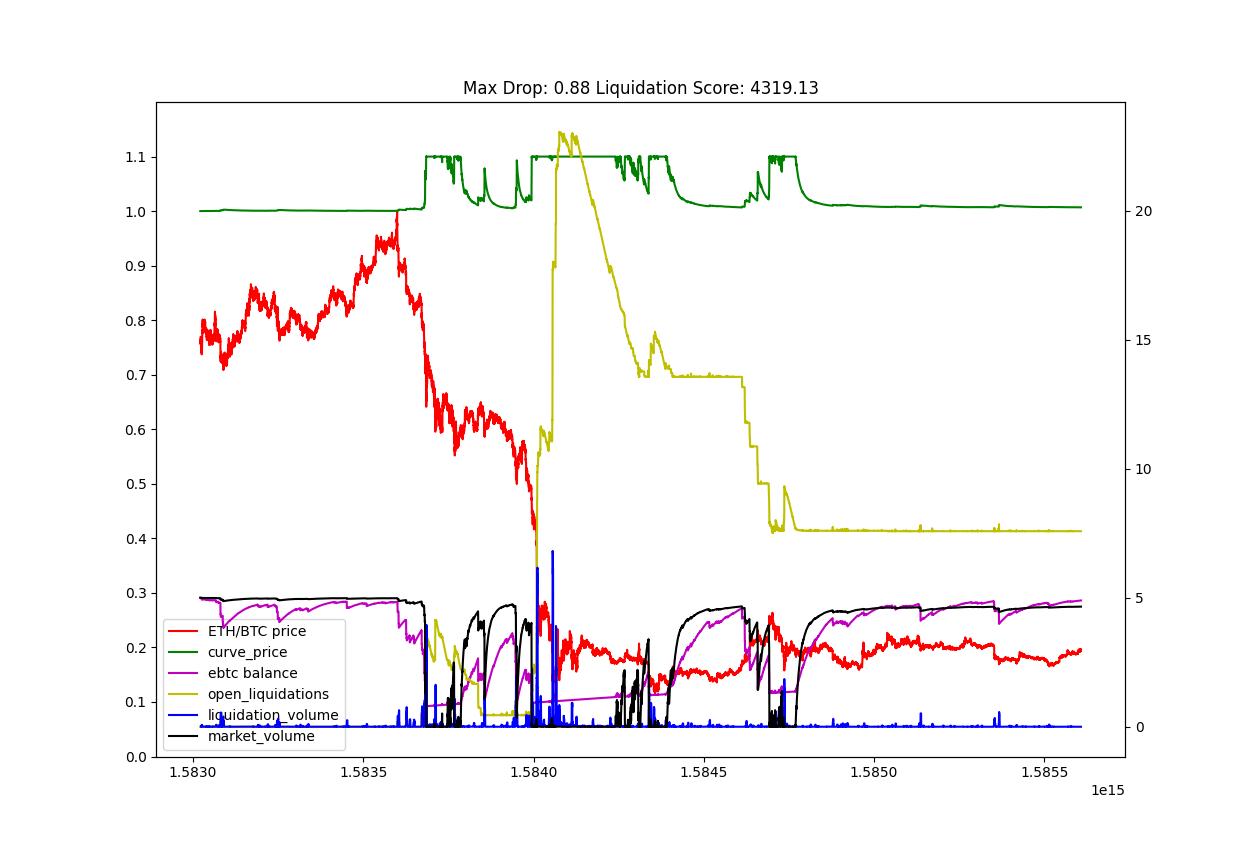 Max Drop: 0.88 Liquidation Score: 4319.13
1.1
1.0
0.9
0.8
0.7
0.6
0.5
0.4
0.3
0.2
0.1
0.0
20
15
10
5
0
ETH/BTC price
curve_price
ebtc balance
open_liquidations
liquidation_volume
market_volume
1.5830
1.5835
1.5840
1.5845
1.5850
1.5855
1e15